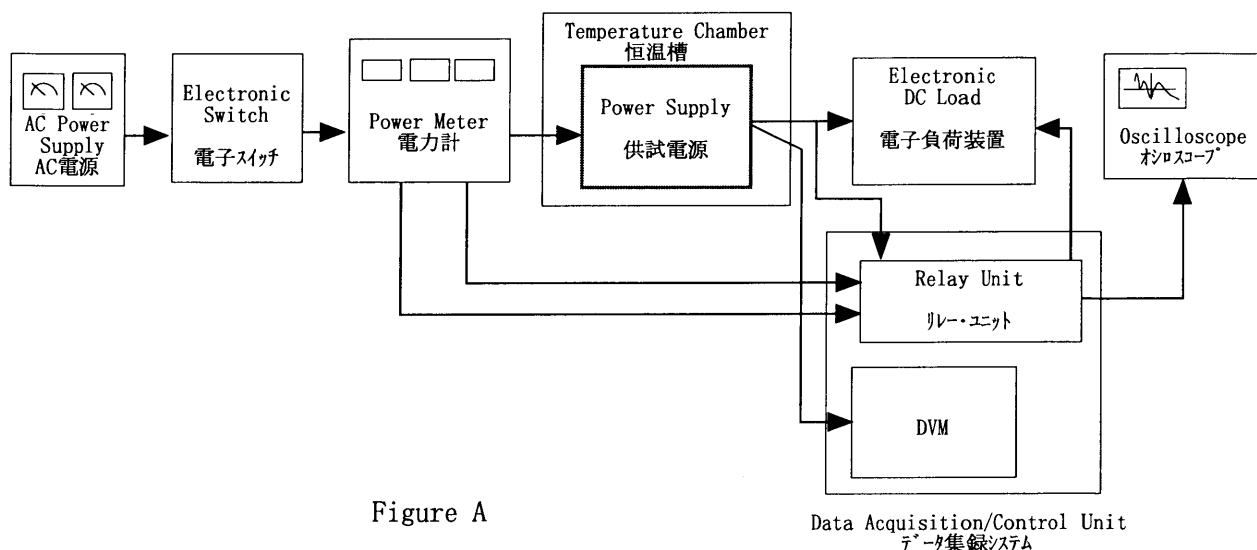 AC Power
Supply
AC電源
Electronic
Switch
電子スイッチ
Power Meter
電力計
Temperature Chamber
恒温槽
Power Supply
供試電源
Electronic
DC Load
電子負荷装置
Oscilloscope
オシロスコープ
Relay Unit
リレー・ユニット
DVM
Data Acquisition/Control Unit
データ集録システム
Figure A